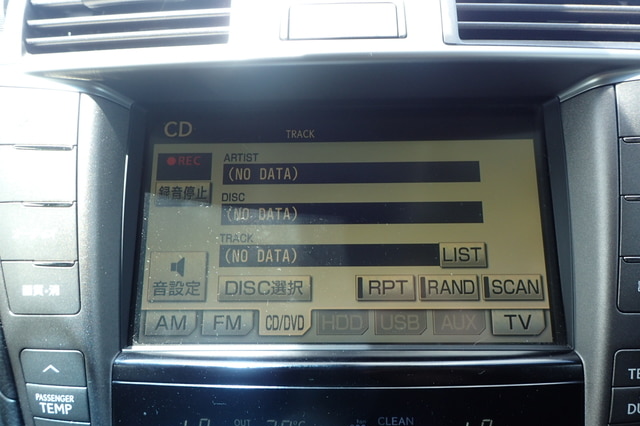 CD
TRACK
REC
録音停止
ARTIST
(NO DATA)
DISC
(NO DATA)
TRACK
(NO DATA)
LIST
音設定
DISC選択
RPT
RAND
SCAN
AM
FM
CD/DVD
HDD
USB
AUX
TV
PASSENGER
TEMP
OUT
CLEAN